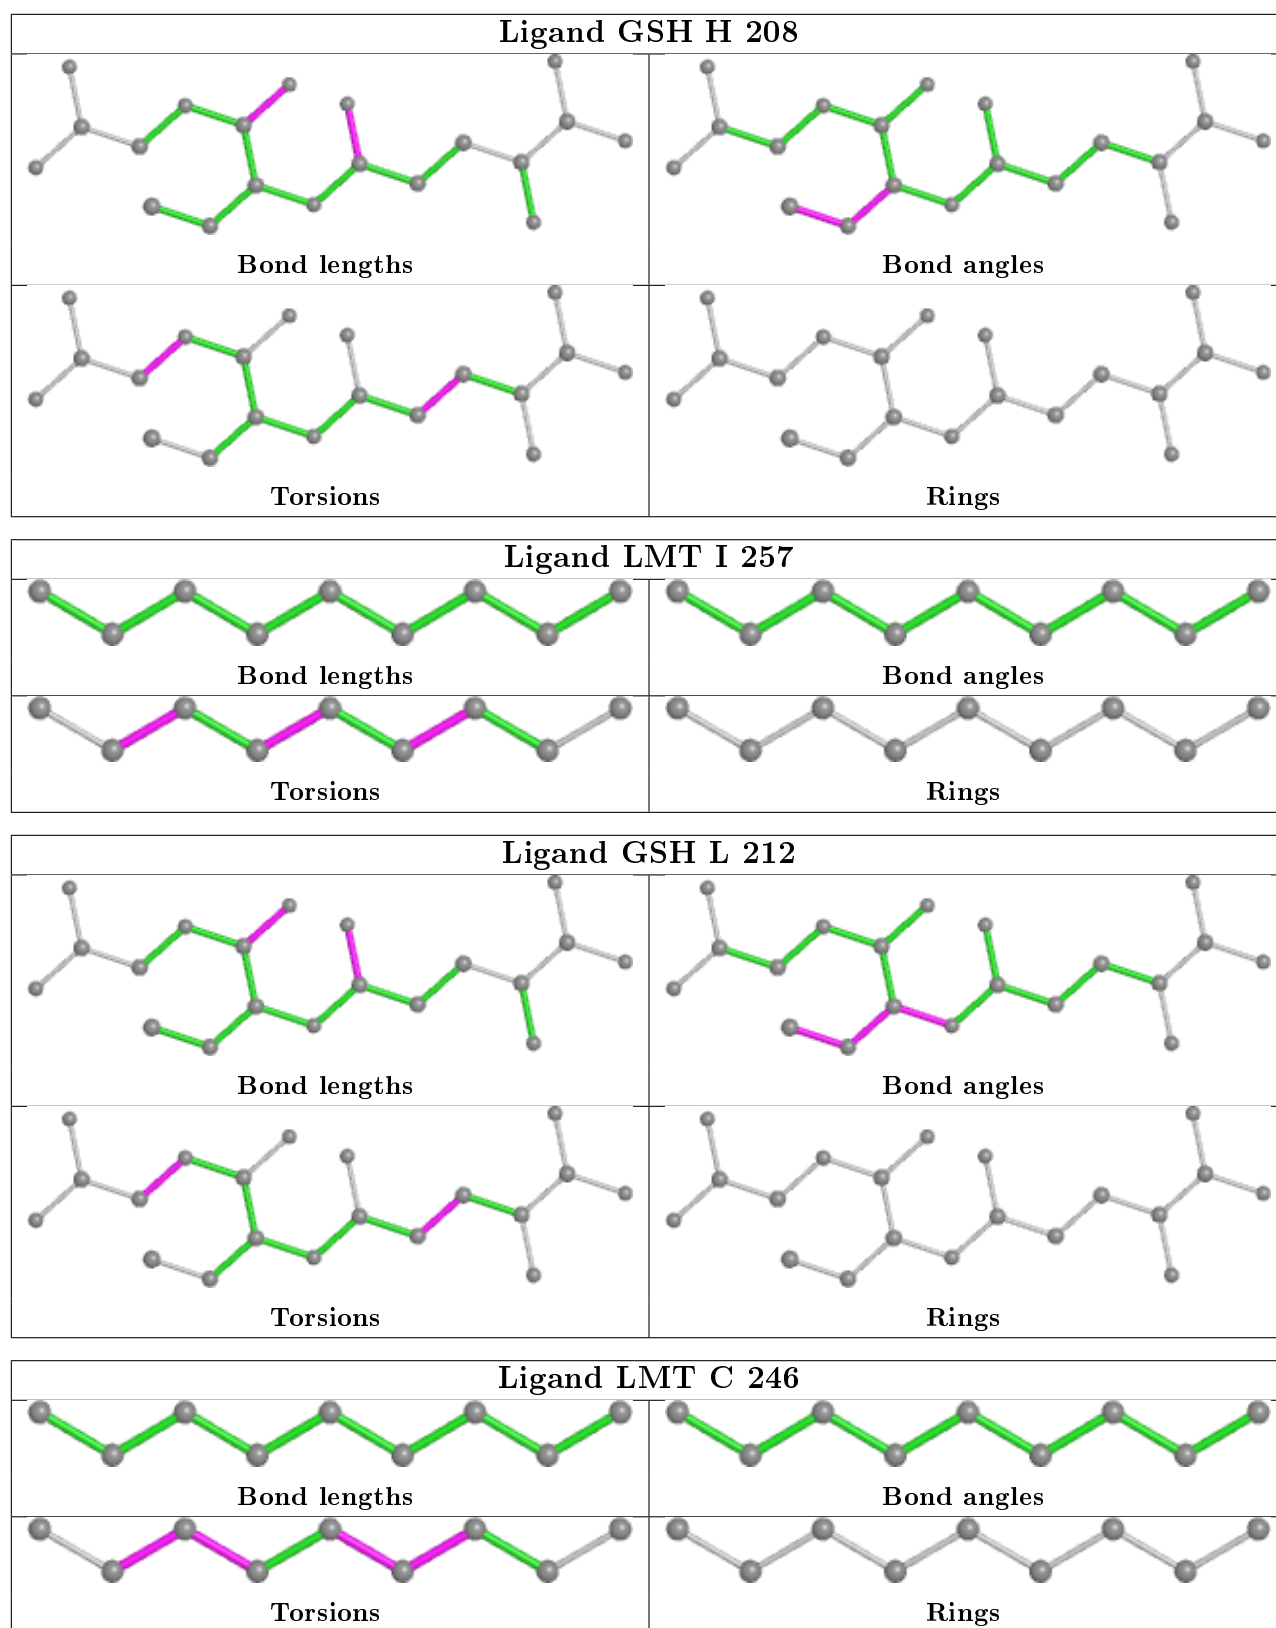 Ligand GSH H 208
Bond lengths
Bond angles
Torsions
Rings
Ligand LMT I 257
Bond lengths
Bond angles
Torsions
Rings
Ligand GSH L 212
Bond lengths
Bond angles
Torsions
Rings
Ligand LMT C 246
Bond lengths
Bond angles
Torsions
Rings